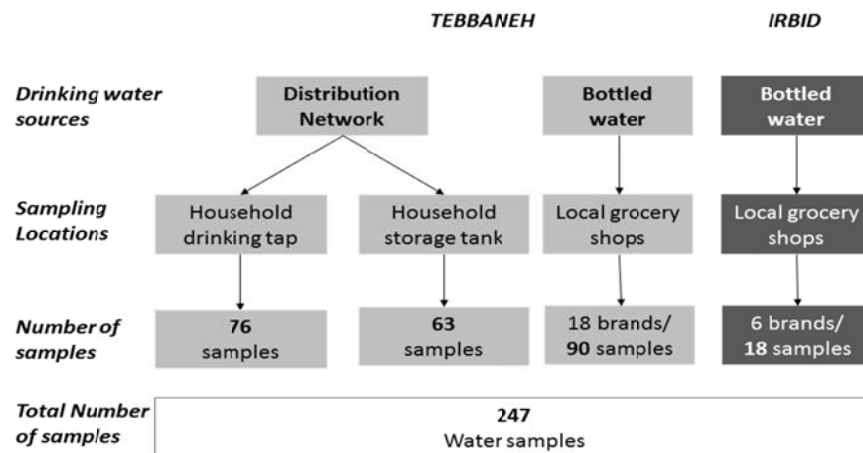 TEBBANEH
IRBID
Drinking water
sources
Distribution
Network
Bottled
water
Bottled
water
Sampling
Locations
Household
drinking tap
Household
storage tank
Local grocery
shops
Local grocery
shops
Number of
samples
76
samples
63
samples
18 brands/
90 samples
6 brands/
18 samples
Total Number
of samples
247
Water samples